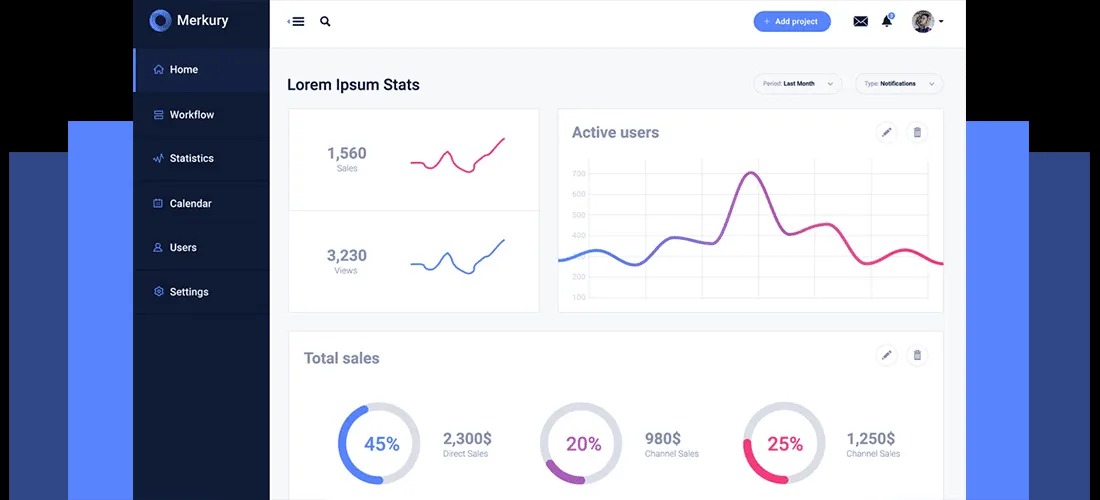 Merkury
Add project
Home
Workflow
Statistics
Calendar
Users
Settings
Lorem Ipsum Stats
Period: Last Month
Type: Notifications
1,560
Sales
3,230
Views
Active users
700
600
500
400
200
100
Total sales
45%
2,300$
Direct Sales
20%
980$
Channel Sales
25%
1,250$
Channel Sales